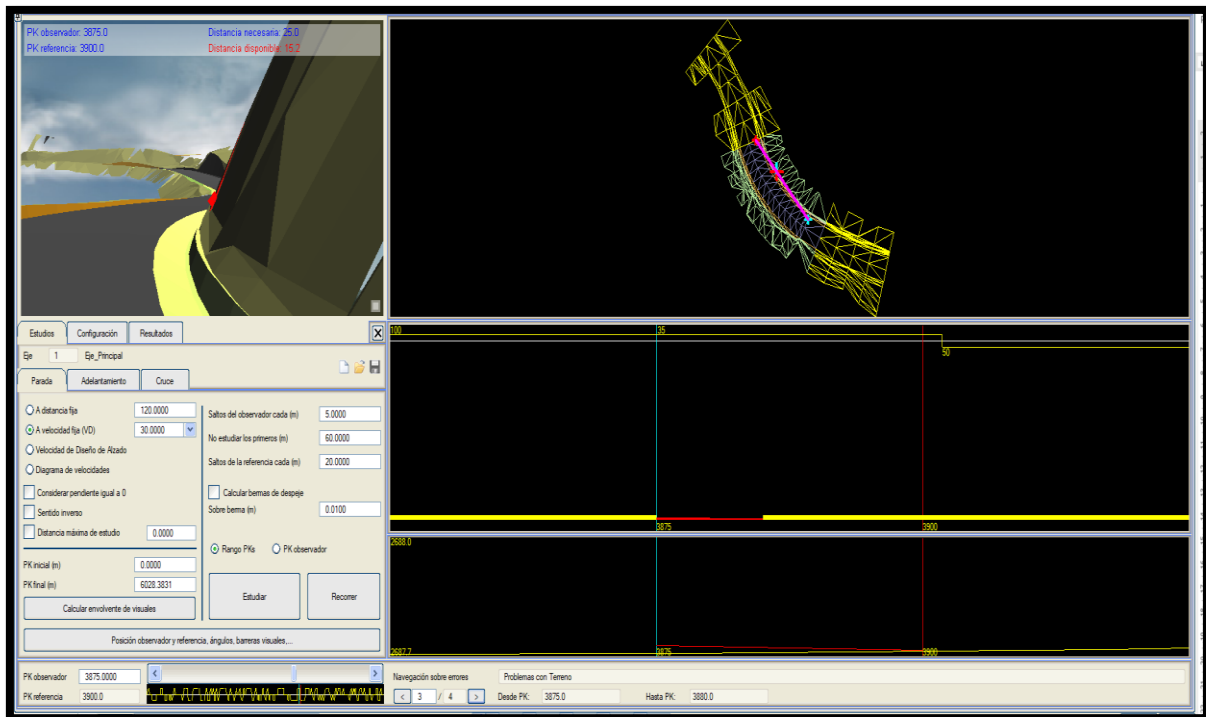 PK observador: 3875.0 Distancia necesaria: 25.0
PK referencia: 3900.0 Distancia disponible: 15.2
Estudios Configuración Resultados X
Eje 1 Eje_Principal
Parada Adelantamiento Cruce
A distancia fija 120.0000
A velocidad fija (VD) 30.0000
Velocidad de Diseño de Alzado
Diagrama de velocidades
Considerar pendiente igual a 0
Sentido inverso
Distancia máxima de estudio 0.0000
PK inicial (m) 0.0000
PK final (m) 6028.3831
Calcular envolvente de visuales
Saltos del observador cada (m) 5.0000
No estudiar los primeros (m) 60.0000
Saltos de la referencia cada (m) 20.0000
Calcular bermas de despeje
Sobre berma (m) 0.0100
Rango PKs PK observador
Estudiar Recorrer
Posición observador y referencia, ángulos, barreras visuales,...
100 35
50
3875 3900
2688.0
2687.7 3875 3900
PK observador 3875.0000 < >
PK referencia 3900.0
Navegación sobre errores Problemas con Terreno
< 3 / 4 > Desde PK: 3875.0 Hasta PK: 3880.0